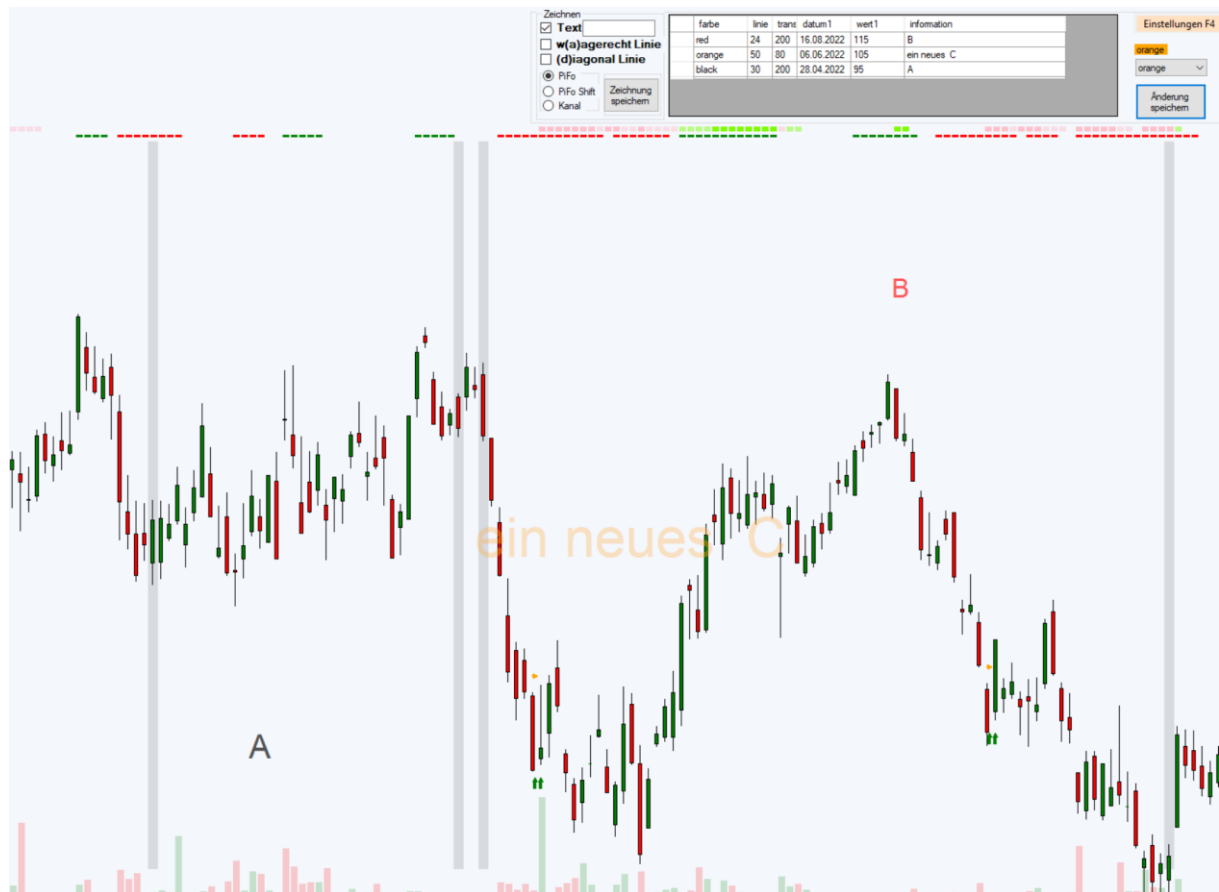 Zeichnen
Text
w(a)agerecht Linie
(d)iagonal Linie
PiFo
PiFo Shift
Kanal
Zeichnung
speichern
farbe linie trans datum1 wert1 information
red 24 200 16.08.2022 115 B
orange 50 80 06.06.2022 105 ein neues C
black 30 200 28.04.2022 95 A
Einstellungen F4
orange
orange
Änderung
speichern
B
ein neues C
A